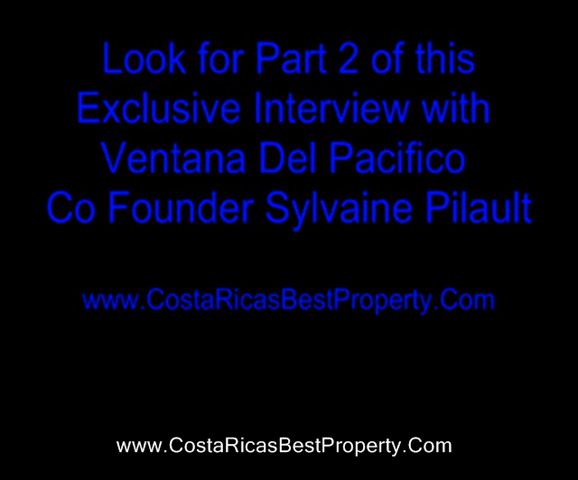 Look for Part 2 of this
Exclusive Interview with
Ventana Del Pacifico
Co Founder Sylvaine Pilault
www.CostaRicasBestProperty.Com
www.CostaRicasBestProperty.Com